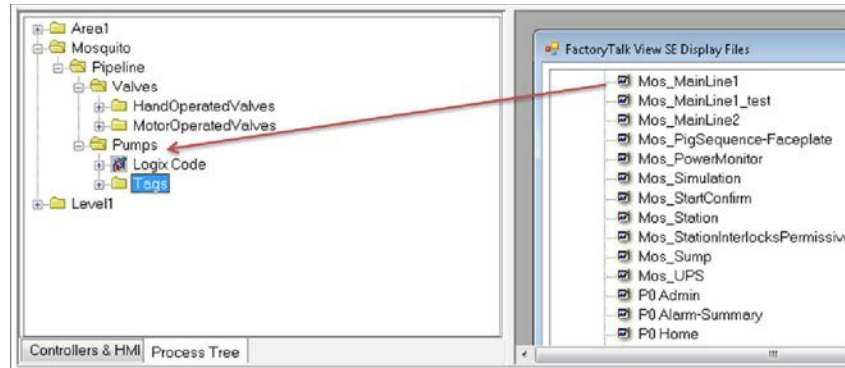 Area1
Mosquito
Pipeline
Valves
HandOperatedValves
MotorOperatedValves
Pumps
Logix Code
Tags
Level1
Controllers & HMI
Process Tree
FactoryTalk View SE Display Files
Mos_MainLine1
Mos_MainLine1_test
Mos_MainLine2
Mos_PigSequence-Faceplate
Mos_PowerMonitor
Mos_Simulation
Mos_StartConfirm
Mos_Station
Mos_StationInterlocksPermissiv
Mos_Sump
Mos_UPS
P0 Admin
P0 Alarm-Summary
P0 Home